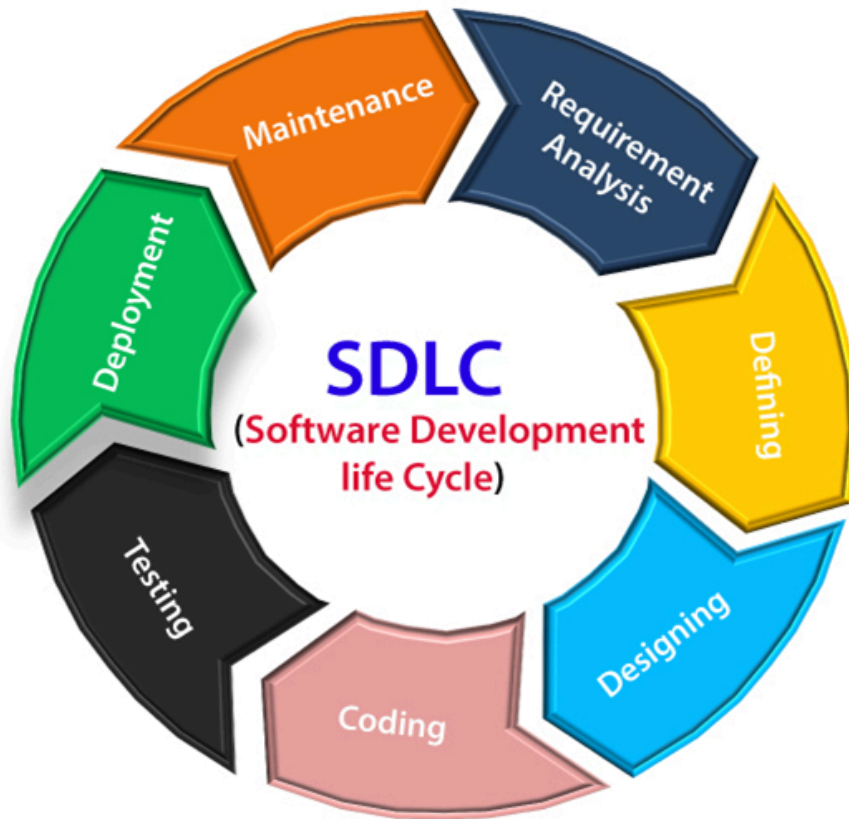 SDLC
(Software Development
life Cycle)
Requirement
Analysis
Defining
Designing
Coding
Testing
Deployment
Maintenance